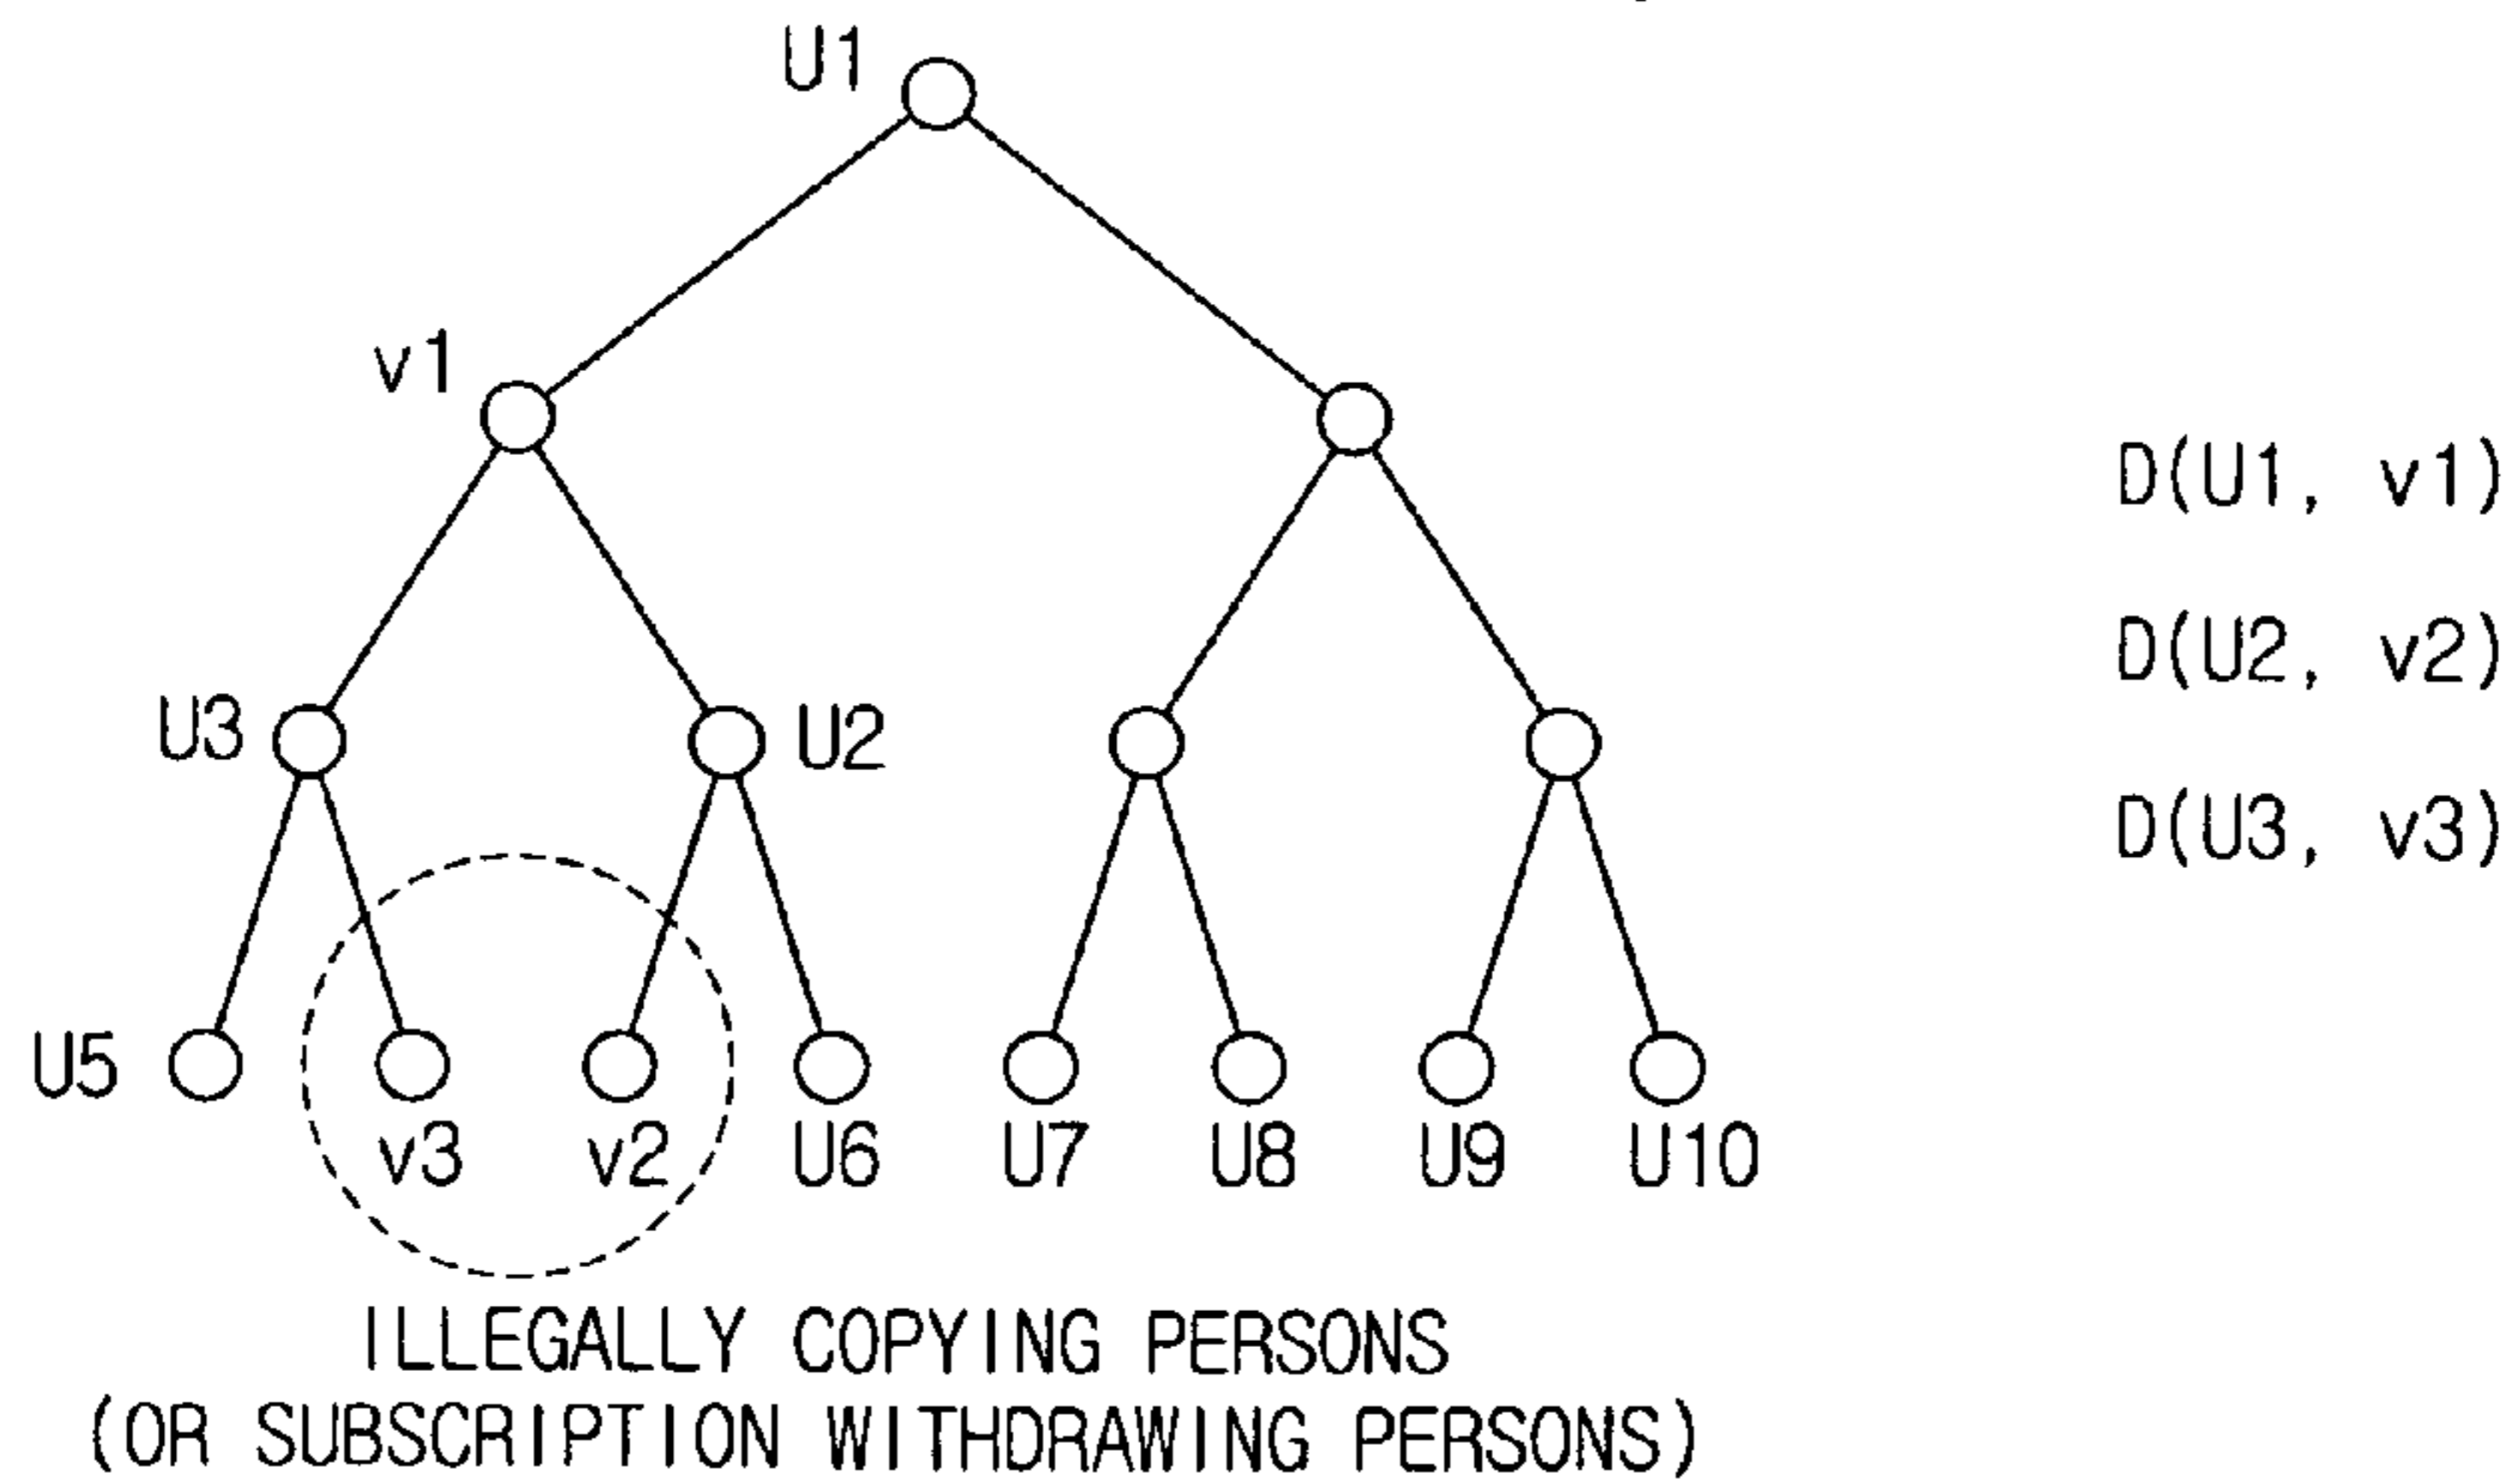 U1
v1
D(U1, v1)
D(U2, v2)
U3
U2
D(U3, v3)
U5
v3
v2
U6
U7
U8
U9
U10
ILLEGALLY COPYING PERSONS
(OR SUBSCRIPTION WITHDRAWING PERSONS)